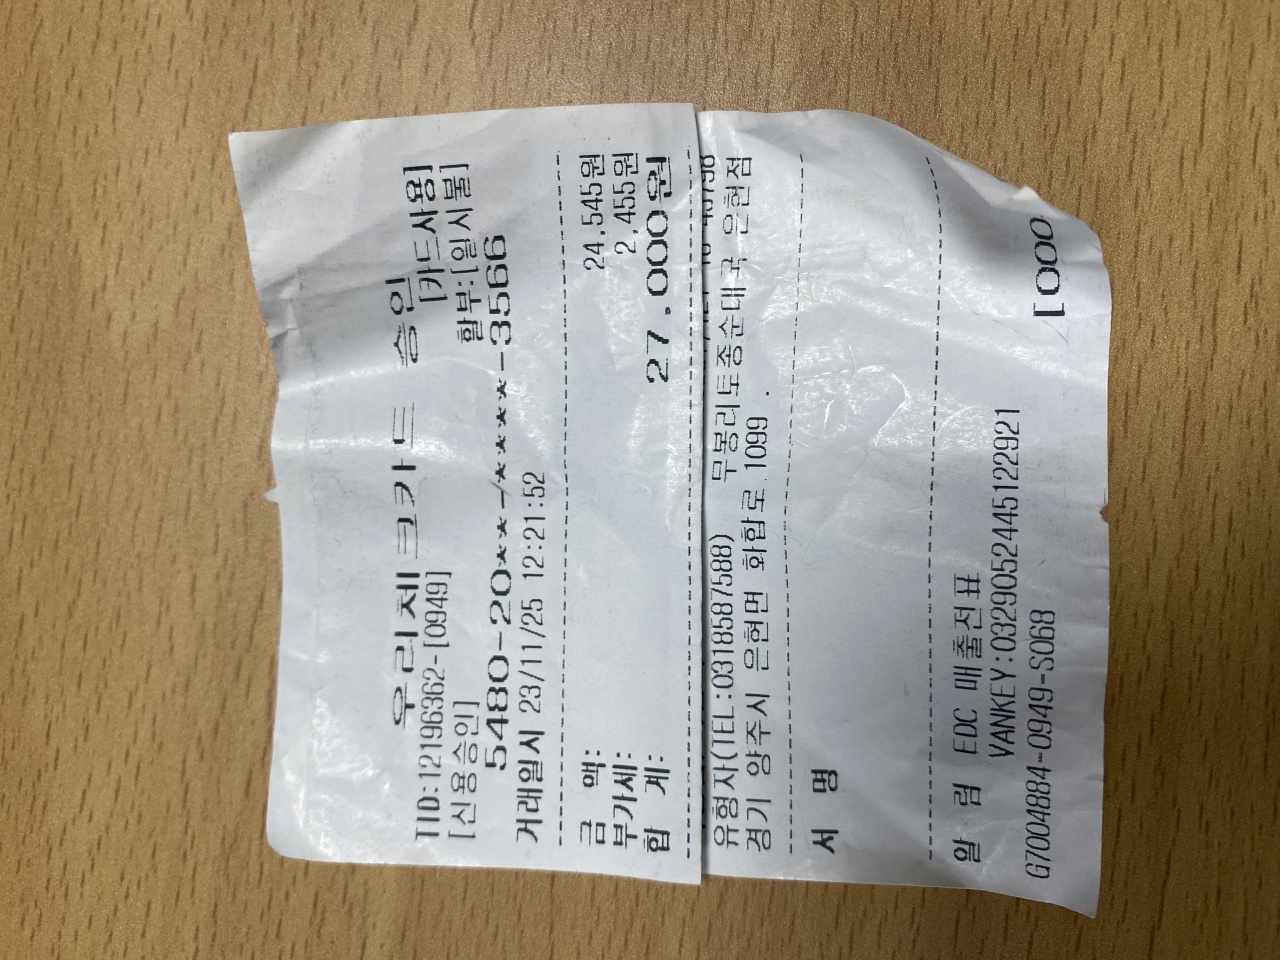 우리체크카드 승인
TID:12196362-[0949] [카드사용]
[신용승인] 할부:[일시불]
5480-20**-****-3566
거래일시 23/11/25 12:21:52
금 액: 24,545원
부가세: 2,455원
합 계: 27,000원
유형자(TEL:0318587588) 무봉리토종순대국 은현점
경기 양주시 은현면 화합로 1099 .
서 명
알 림 EDC 매출전표
VANKEY:0329052445122921
G7004884-0949-S068 [000